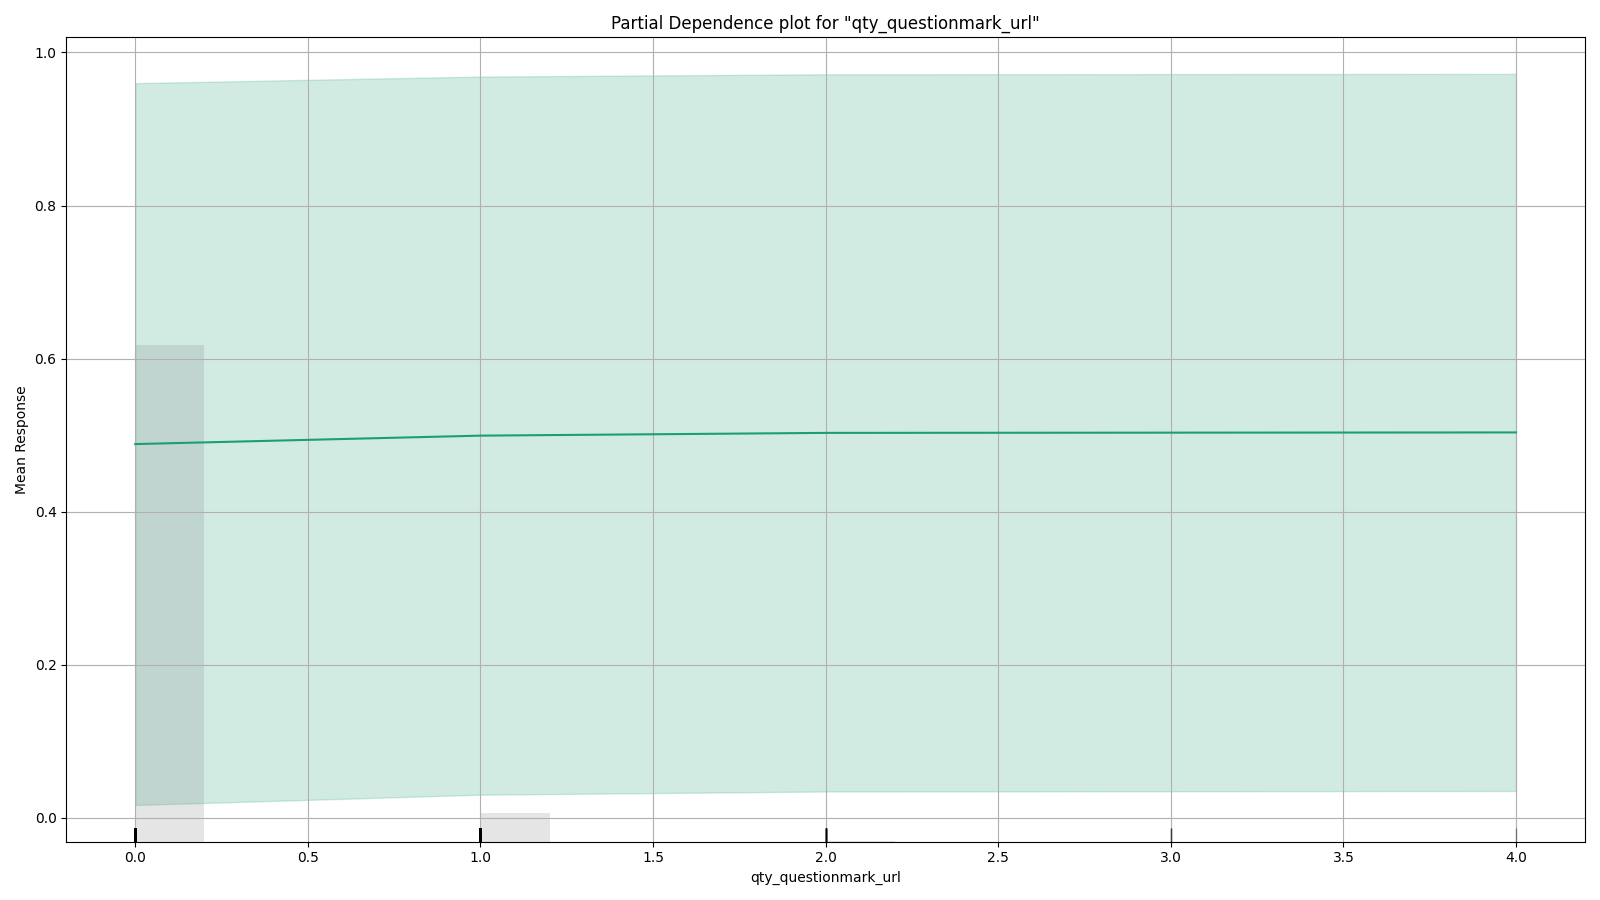 Partial Dependence plot for "qty_questionmark_url"
1.0
0.8
0.6
0.4
0.2
0.0
Mean Response
0.0 0.5 1.0 1.5 2.0 2.5 3.0 3.5 4.0
qty_questionmark_url